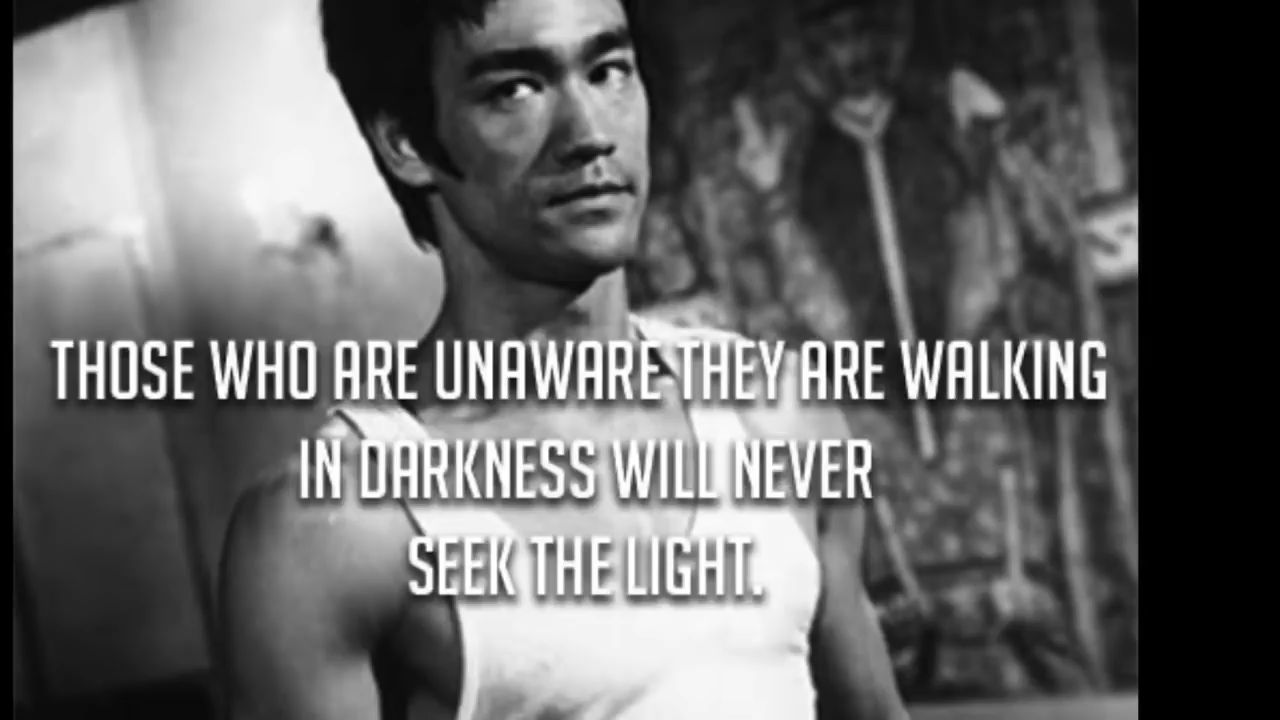 THOSE WHO ARE UNAWARE THEY ARE WALKING
IN DARKNESS WILL NEVER
SEEK THE LIGHT.